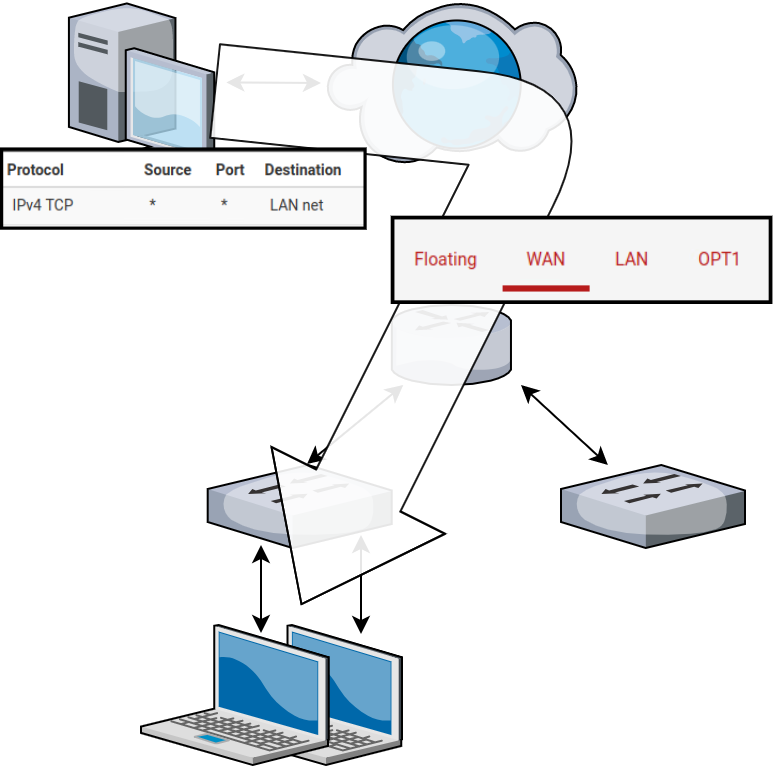 Protocol Source Port Destination
IPv4 TCP * * LAN net
Floating WAN LAN OPT1